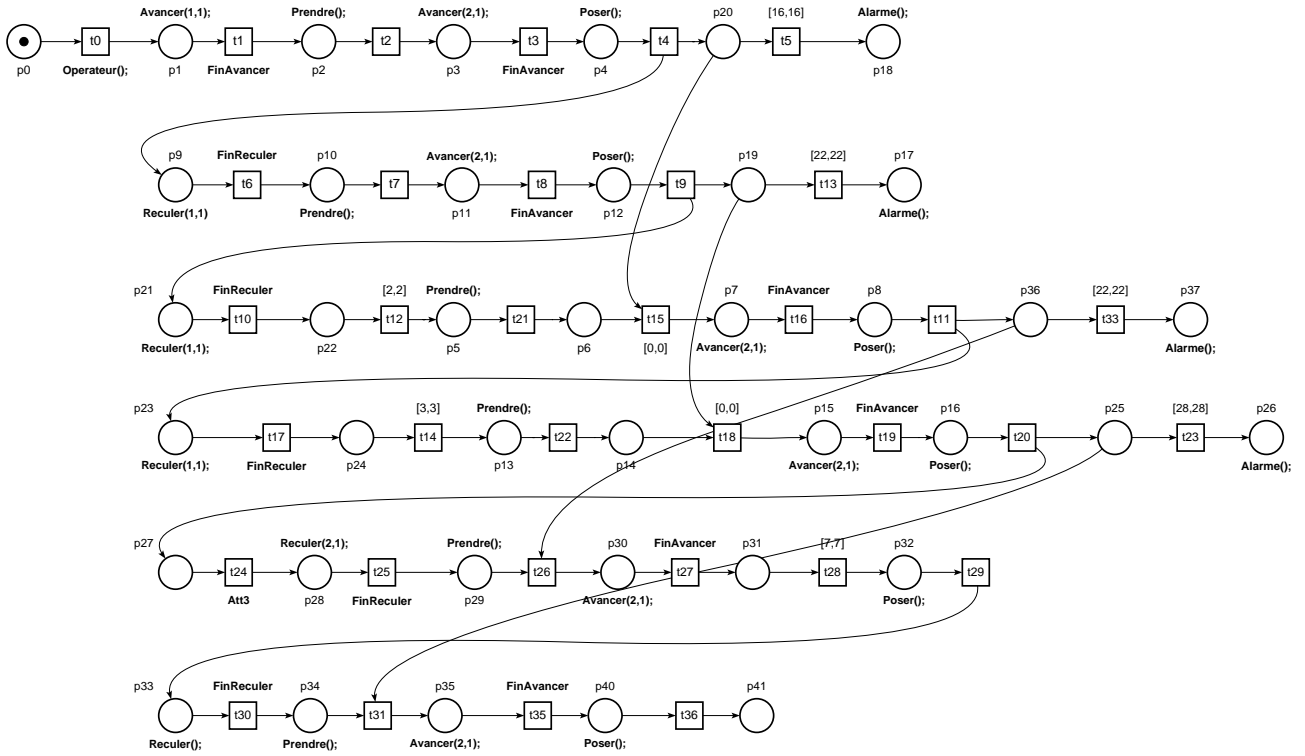 Avancer(1,1); Prendre(); Avancer(2,1); Poser(); p20 [16,16] Alarme();
t0 t1 t2 t3 t4 t5
p0 Operateur(); p1 FinAvancer p2 p3 FinAvancer p4 p18
p9 FinReculer p10 Avancer(2,1); Poser(); p19 [22,22] p17
t6 t7 t8 t9 t13
Reculer(1,1) Prendre(); p11 FinAvancer p12 Alarme();
p21 FinReculer [2,2] Prendre(); p7 FinAvancer p8 p36 [22,22] p37
t10 t12 t21 t15 t16 t11 t33
Reculer(1,1); p22 p5 p6 [0,0] Avancer(2,1); Poser(); Alarme();
p23 [3,3] Prendre(); [0,0] p15 FinAvancer p16 p25 [28,28] p26
t17 t14 t22 t18 t19 t20 t23
Reculer(1,1); FinReculer p24 p13 p14 Avancer(2,1); Poser(); Alarme();
p27 Reculer(2,1); Prendre(); p30 FinAvancer p31 [7,7] p32
t24 t25 t26 t27 t28 t29
Att3 p28 FinReculer p29 Avancer(2,1); Poser();
p33 FinReculer p34 p35 FinAvancer p40 p41
t30 t31 t35 t36
Reculer(); Prendre(); Avancer(2,1); Poser();